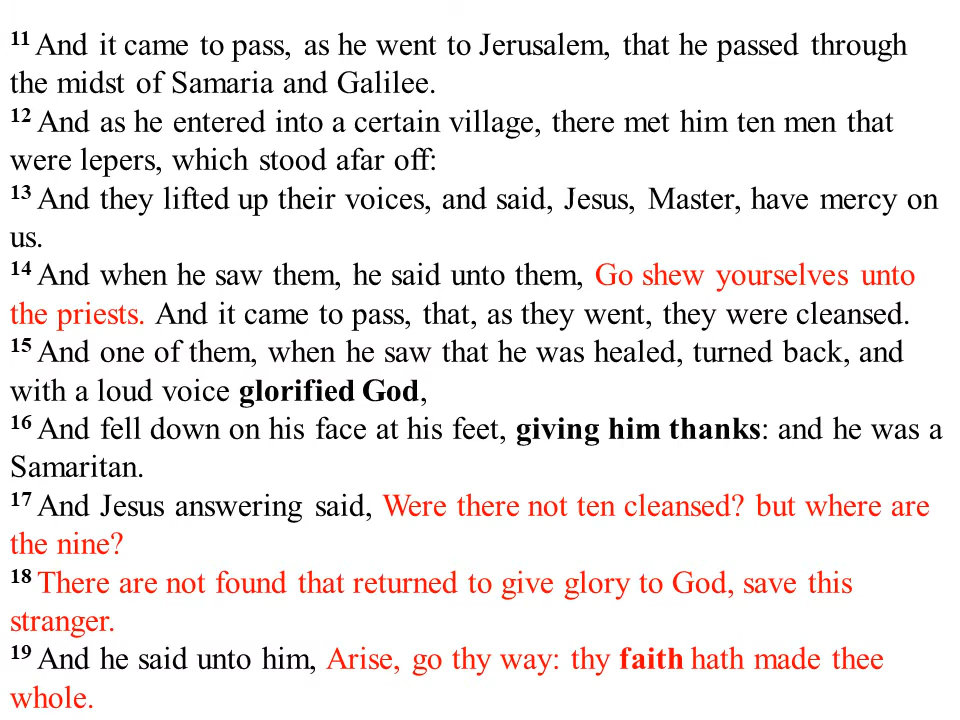 11 And it came to pass, as he went to Jerusalem, that he passed through
the midst of Samaria and Galilee.
12 And as he entered into a certain village, there met him ten men that
were lepers, which stood afar off:
13 And they lifted up their voices, and said, Jesus, Master, have mercy on
us.
14 And when he saw them, he said unto them, Go shew yourselves unto
the priests. And it came to pass, that, as they went, they were cleansed.
15 And one of them, when he saw that he was healed, turned back, and
with a loud voice glorified God,
16 And fell down on his face at his feet, giving him thanks: and he was a
Samaritan.
17 And Jesus answering said, Were there not ten cleansed? but where are
the nine?
18 There are not found that returned to give glory to God, save this
stranger.
19 And he said unto him, Arise, go thy way: thy faith hath made thee
whole.